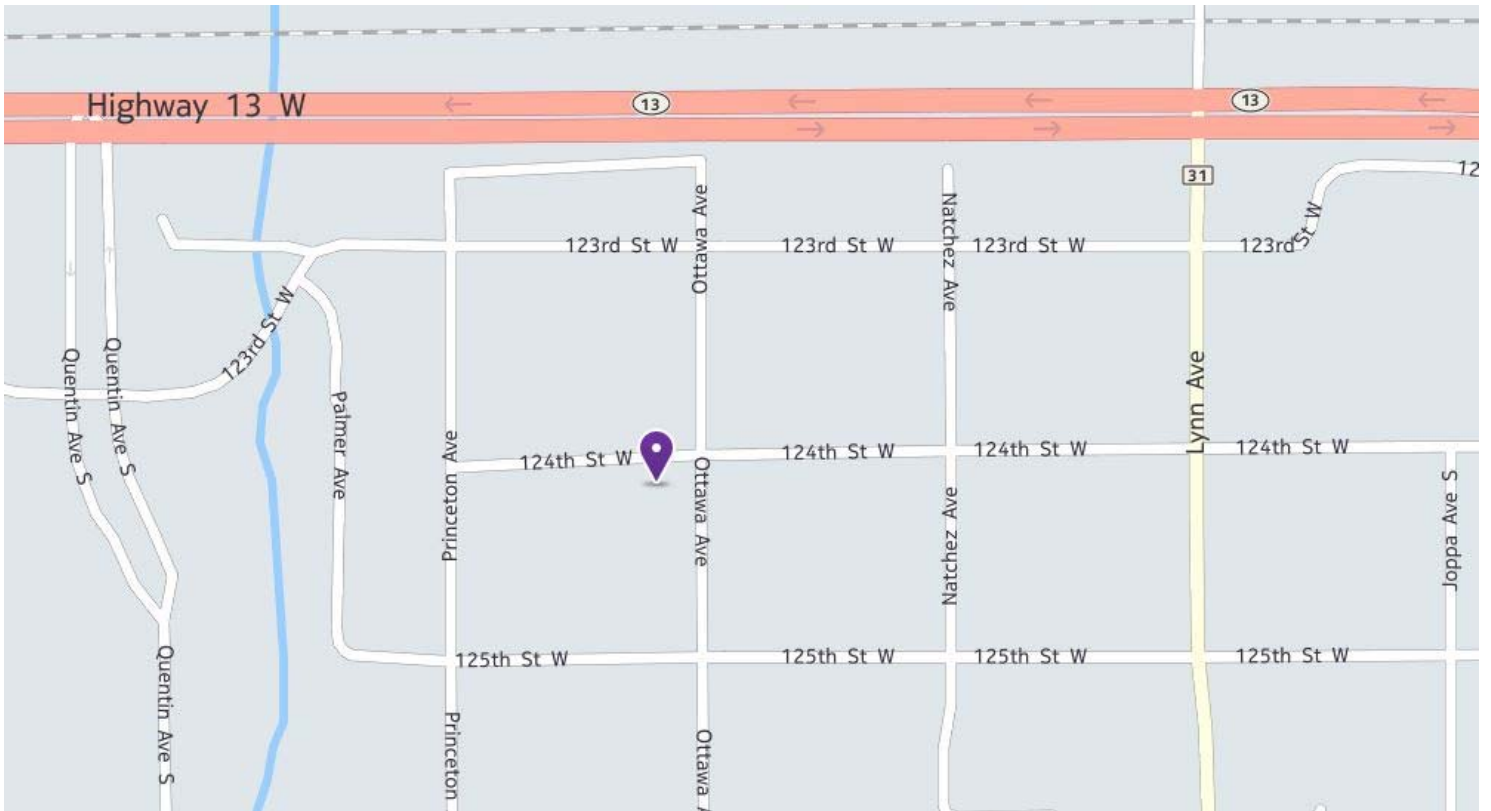 Highway 13 W
13
13
31
12
Ottawa Ave
Natchez Ave
123rd St W
123rd St W
123rd St W
123rd St W
123rd St W
Quentin Ave S
Quentin Ave S
Palmer Ave
Lynn Ave
Princeton Ave
124th St W
124th St W
124th St W
124th St W
Ottawa Ave
Natchez Ave
Joppa Ave S
125th St W
125th St W
125th St W
125th St W
Quentin Ave S
Princeton
Ottawa A